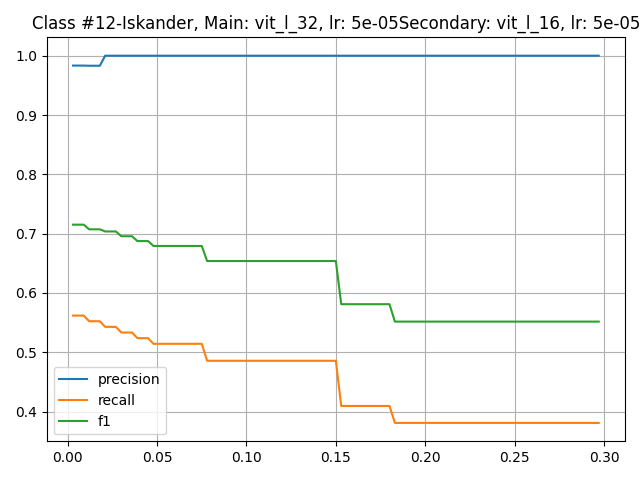 Class #12-Iskander, Main: vit_l_32, lr: 5e-05Secondary: vit_l_16, lr: 5e-05
1.0
0.9
0.8
0.7
0.6
0.5
0.4
precision
recall
f1
0.00 0.05 0.10 0.15 0.20 0.25 0.30